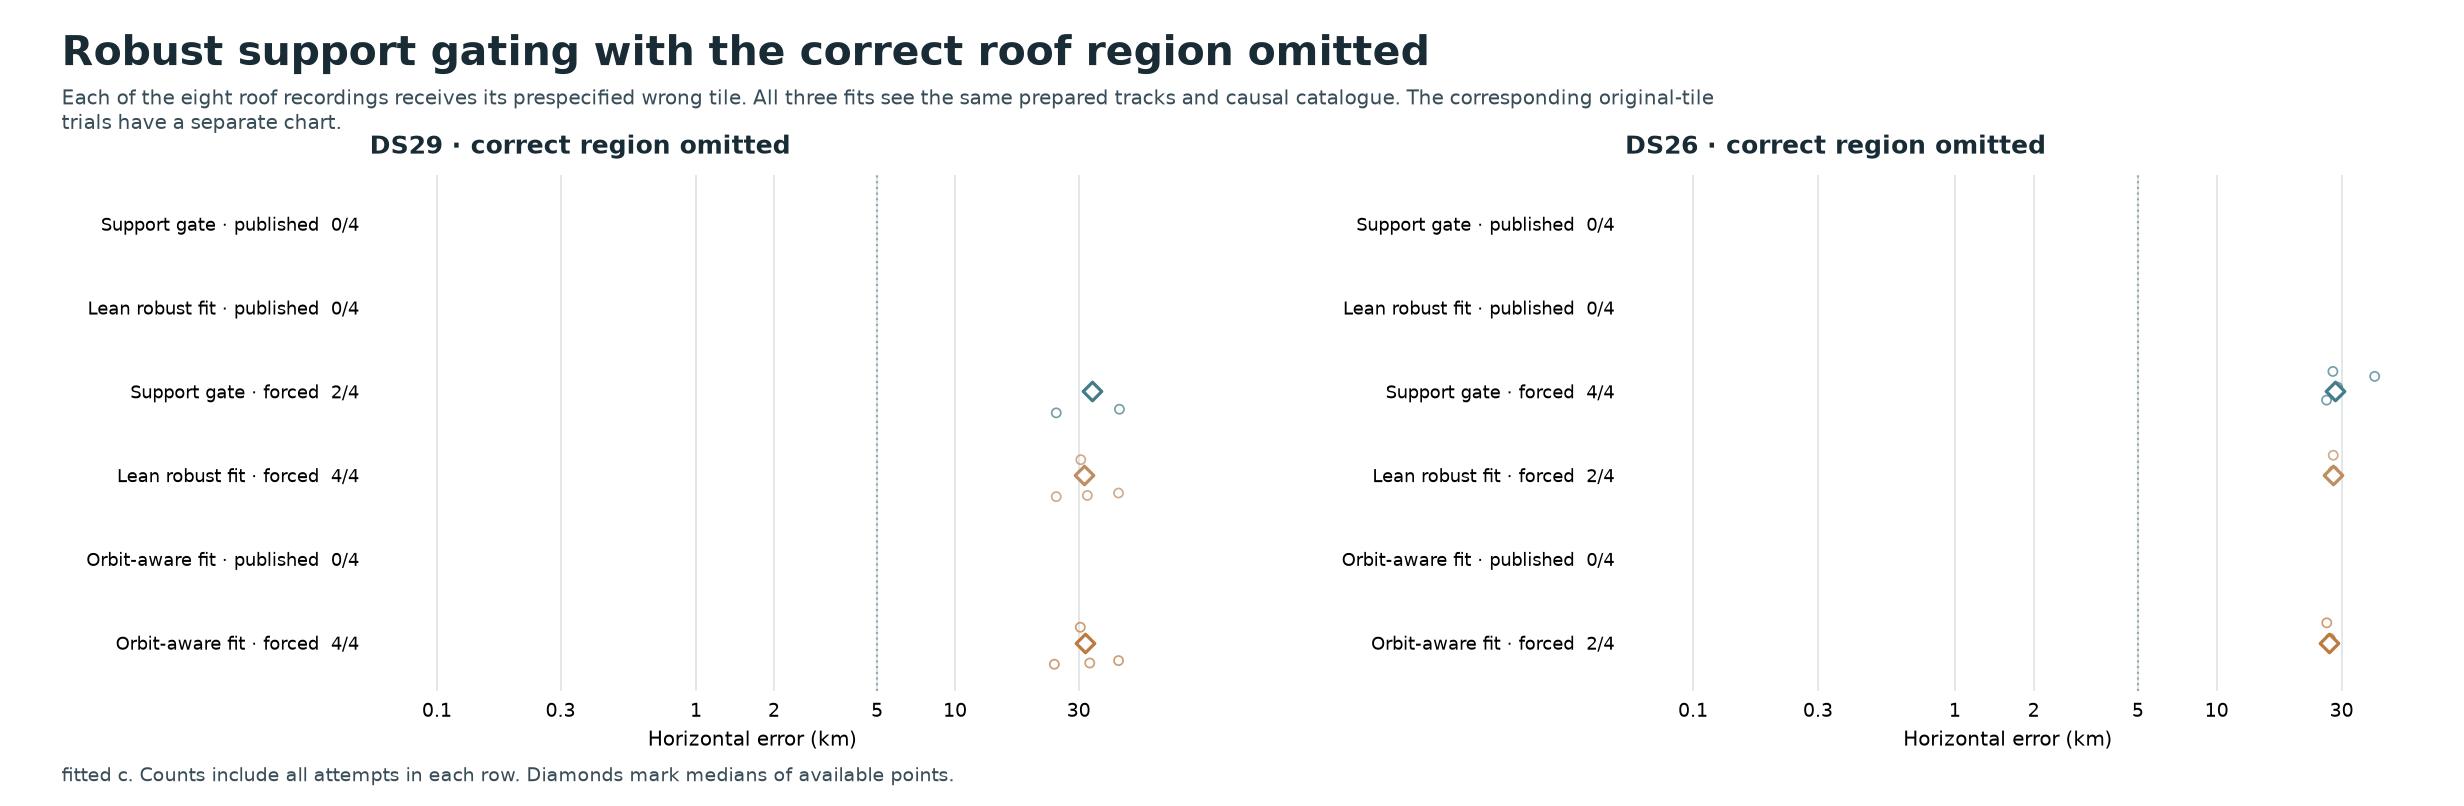 Robust support gating with the correct roof region omitted
Each of the eight roof recordings receives its prespecified wrong tile. All three fits see the same prepared tracks and causal catalogue. The corresponding original-tile
trials have a separate chart.
DS29 · correct region omitted
Support gate · published 0/4
Lean robust fit · published 0/4
Support gate · forced 2/4
Lean robust fit · forced 4/4
Orbit-aware fit · published 0/4
Orbit-aware fit · forced 4/4
0.1 0.3 1 2 5 10 30
Horizontal error (km)
DS26 · correct region omitted
Support gate · published 0/4
Lean robust fit · published 0/4
Support gate · forced 4/4
Lean robust fit · forced 2/4
Orbit-aware fit · published 0/4
Orbit-aware fit · forced 2/4
0.1 0.3 1 2 5 10 30
Horizontal error (km)
fitted c. Counts include all attempts in each row. Diamonds mark medians of available points.